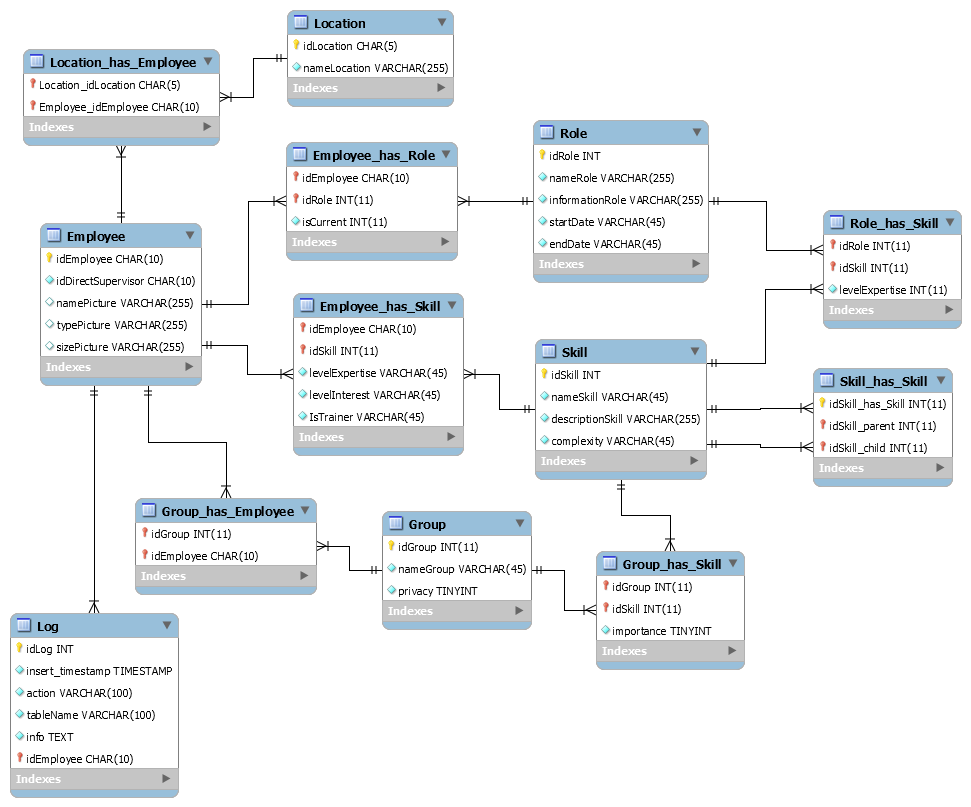 Location
idLocation CHAR(5)
nameLocation VARCHAR(255)
Indexes
Location_has_Employee
Location_idLocation CHAR(5)
Employee_idEmployee CHAR(10)
Indexes
Employee_has_Role
idEmployee CHAR(10)
idRole INT(11)
isCurrent INT(11)
Indexes
Role
idRole INT
nameRole VARCHAR(255)
informationRole VARCHAR(255)
startDate VARCHAR(45)
endDate VARCHAR(45)
Indexes
Role_has_Skill
idRole INT(11)
idSkill INT(11)
levelExpertise INT(11)
Indexes
Employee
idEmployee CHAR(10)
idDirectSupervisor CHAR(10)
namePicture VARCHAR(255)
typePicture VARCHAR(255)
sizePicture VARCHAR(255)
Indexes
Employee_has_Skill
idEmployee CHAR(10)
idSkill INT(11)
levelExpertise VARCHAR(45)
levelInterest VARCHAR(45)
IsTrainer VARCHAR(45)
Indexes
Skill
idSkill INT
nameSkill VARCHAR(45)
descriptionSkill VARCHAR(255)
complexity VARCHAR(45)
Indexes
Skill_has_Skill
idSkill_has_Skill INT(11)
idSkill_parent INT(11)
idSkill_child INT(11)
Indexes
Group_has_Employee
idGroup INT(11)
idEmployee CHAR(10)
Indexes
Group
idGroup INT(11)
nameGroup VARCHAR(45)
privacy TINYINT
Indexes
Group_has_Skill
idGroup INT(11)
idSkill INT(11)
importance TINYINT
Indexes
Log
idLog INT
insert_timestamp TIMESTAMP
action VARCHAR(100)
tableName VARCHAR(100)
info TEXT
idEmployee CHAR(10)
Indexes